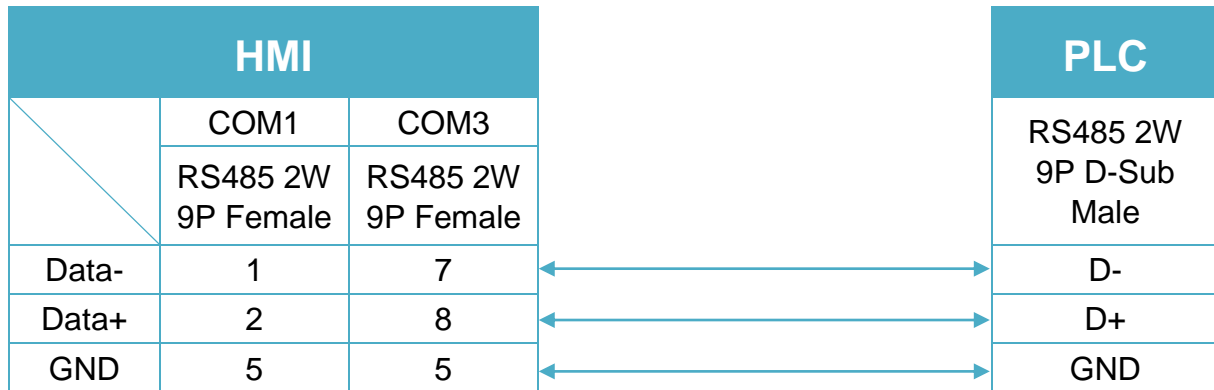 HMI
PLC
COM1 COM3
RS485 2W
9P Female
RS485 2W
9P Female
RS485 2W
9P D-Sub
Male
Data- 1 7 D-
Data+ 2 8 D+
GND 5 5 GND